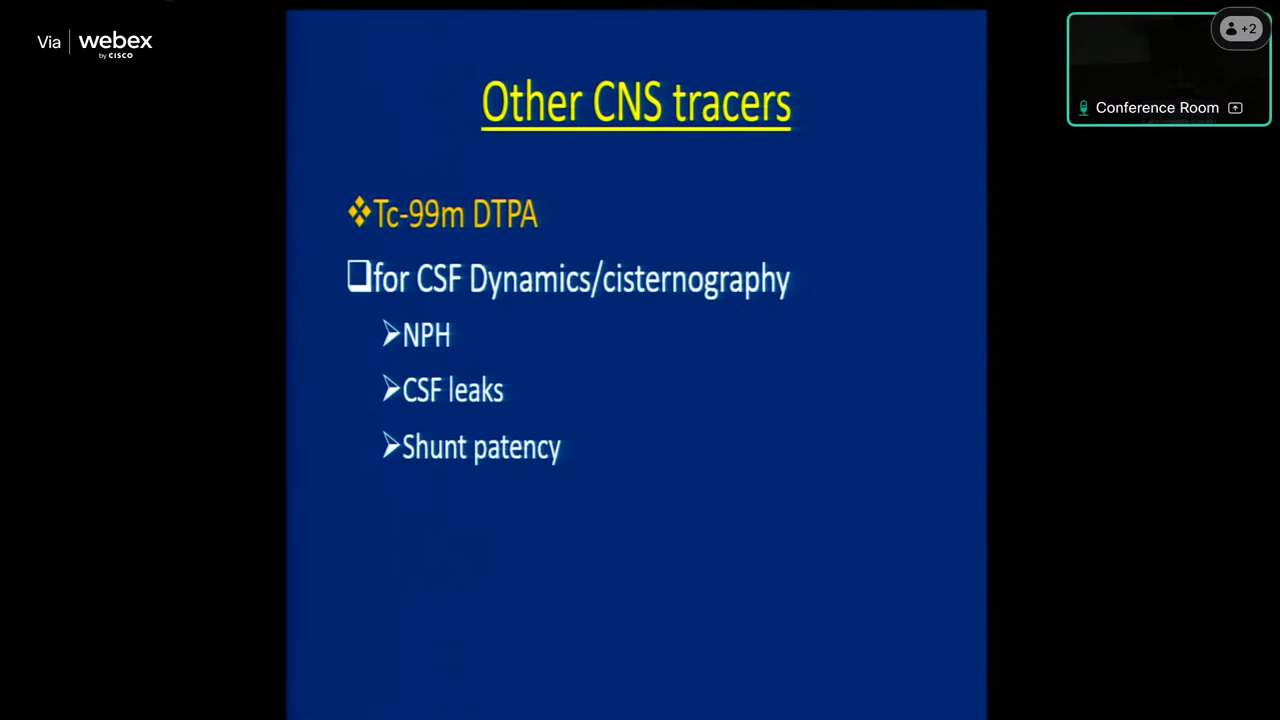 Via webex
by CISCO
+2
Conference Room
Other CNS tracers
Tc-99m DTPA
for CSF Dynamics/cisternography
NPH
CSF leaks
Shunt patency